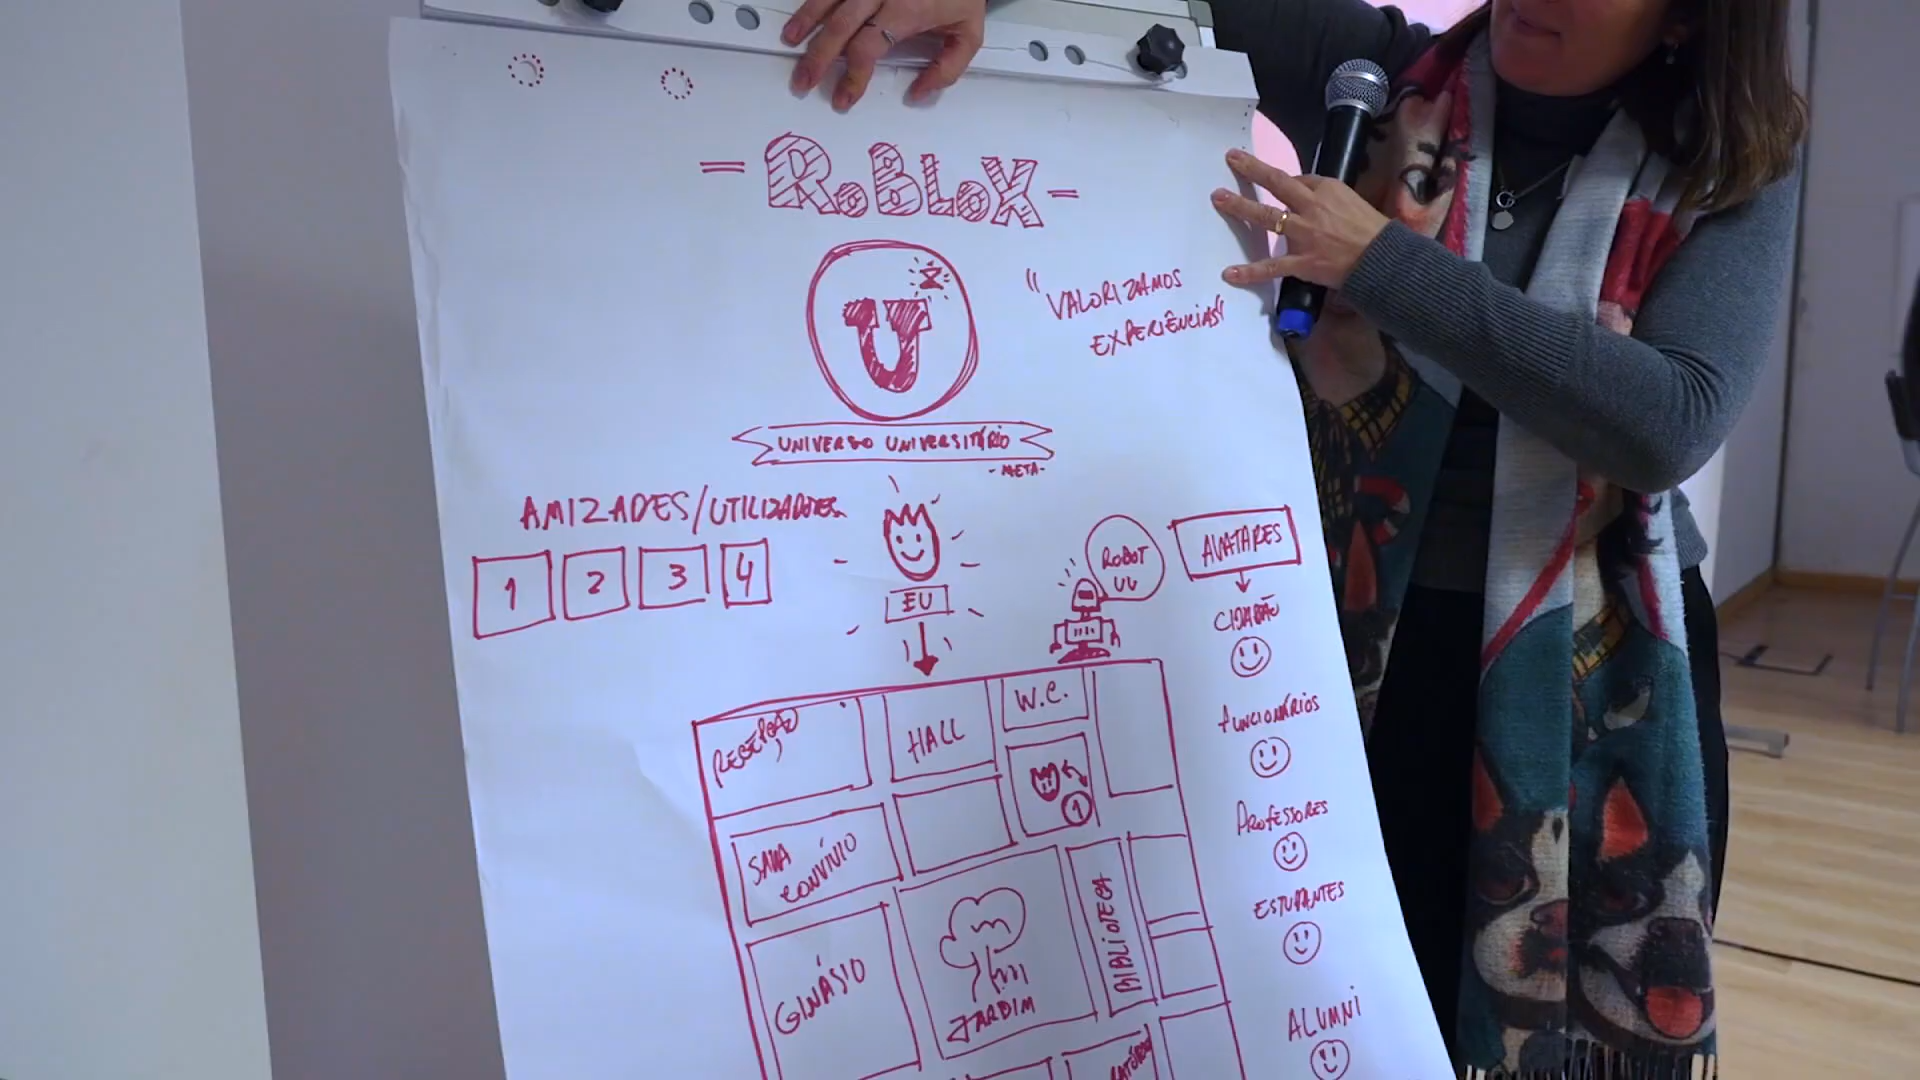 = ROBLOX =
U
"VALORIZAMOS
EXPERIÊNCIAS"
UNIVERSO UNIVERSITÁRIO
- META -
AMIZADES/UTILIZADORES
1 2 3 4
EU
ROBOT
UU
AVATARES
CIDADÃO
FUNCIONÁRIOS
PROFESSORES
ESTUDANTES
ALUMNI
RECEPÇÃO
HALL
W.C.
1
SALA
CONVÍVIO
GINÁSIO
JARDIM
BIBLIOTECA